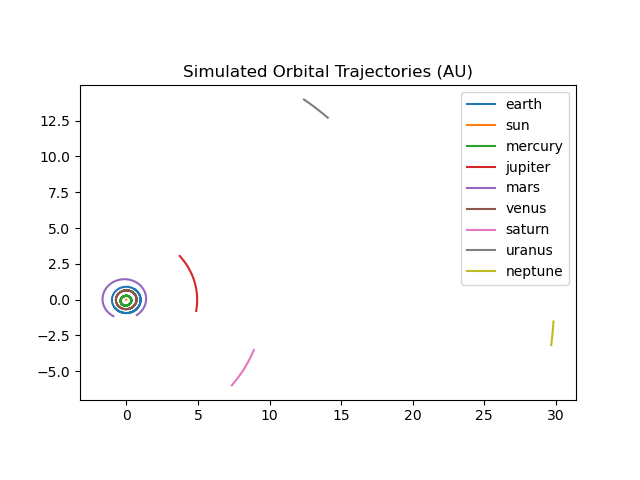 Simulated Orbital Trajectories (AU)
earth
sun
mercury
jupiter
mars
venus
saturn
uranus
neptune
12.5
10.0
7.5
5.0
2.5
0.0
−2.5
−5.0
0 5 10 15 20 25 30